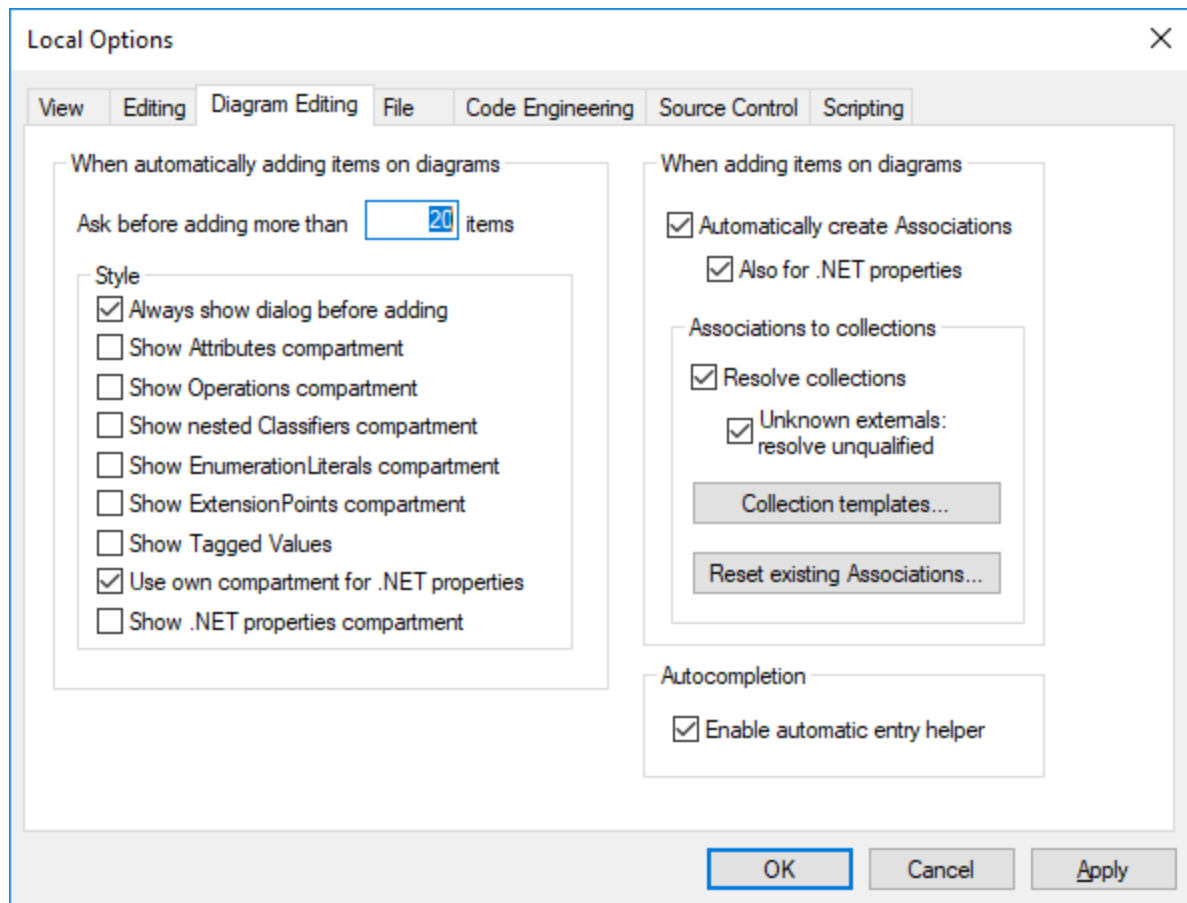 Local Options
View Editing Diagram Editing File Code Engineering Source Control Scripting
When automatically adding items on diagrams
Ask before adding more than 20 items
Style
Always show dialog before adding
Show Attributes compartment
Show Operations compartment
Show nested Classifiers compartment
Show EnumerationLiterals compartment
Show ExtensionPoints compartment
Show Tagged Values
Use own compartment for .NET properties
Show .NET properties compartment
When adding items on diagrams
Automatically create Associations
Also for .NET properties
Associations to collections
Resolve collections
Unknown externals:
resolve unqualified
Collection templates...
Reset existing Associations...
Autocompletion
Enable automatic entry helper
OK Cancel Apply